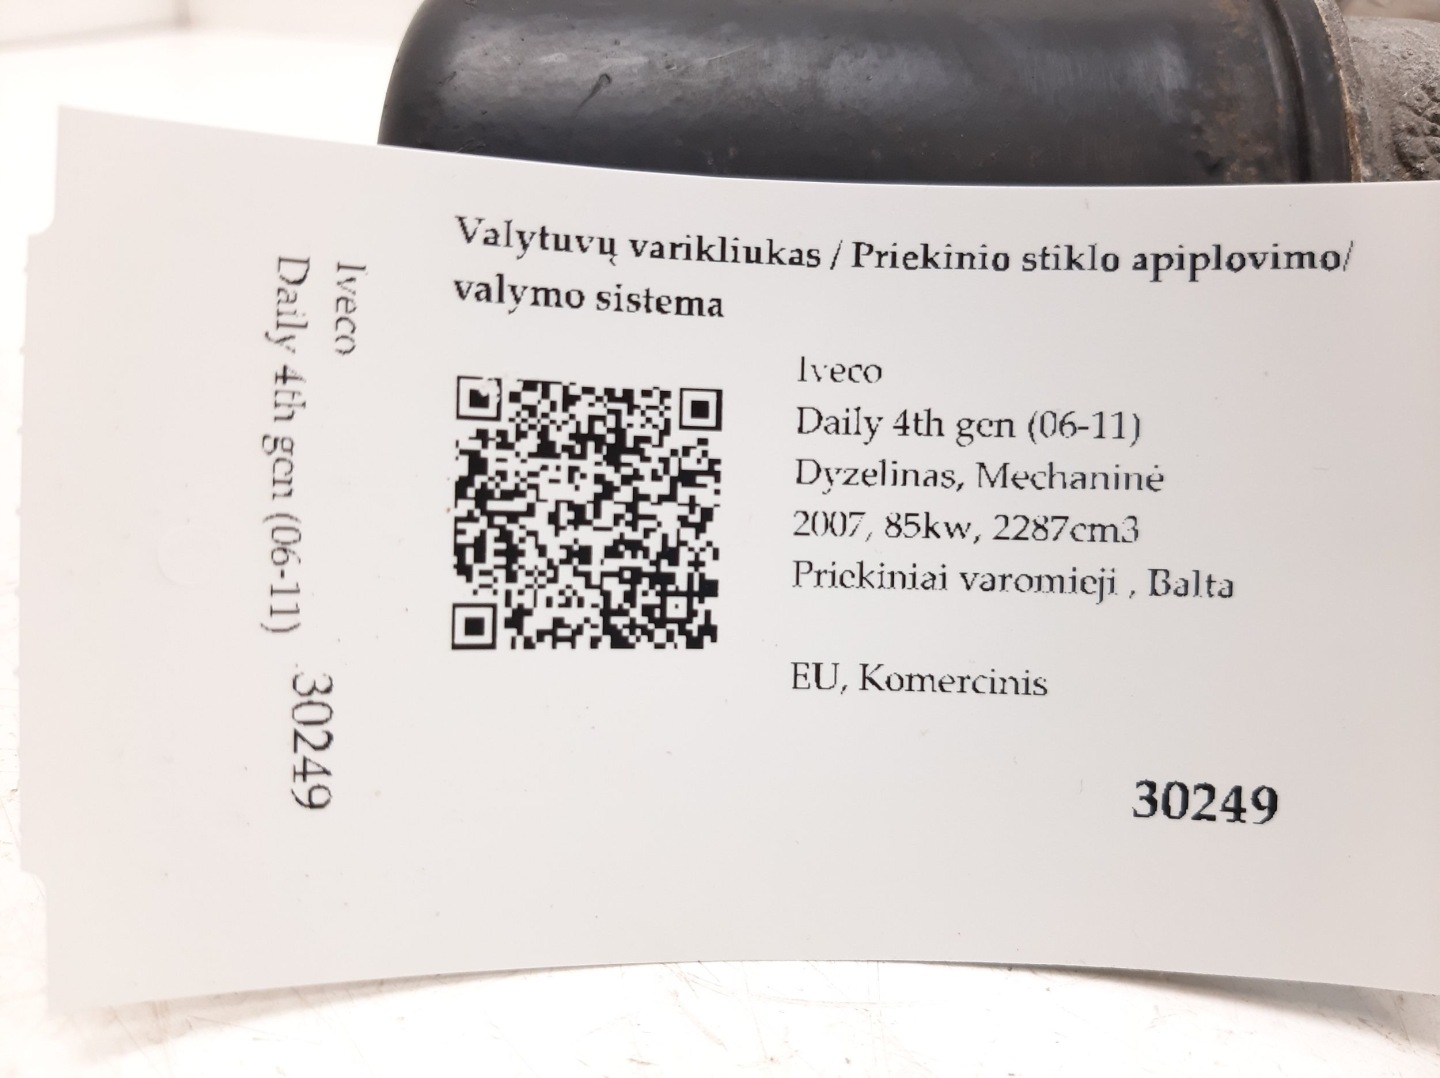 Valytuvų varikliukas / Priekinio stiklo apiplovimo/
valymo sistema
Iveco
Daily 4th gen (06-11)
Dyzelinas, Mechaninė
2007, 85kw, 2287cm3
Priekiniai varomieji , Balta
EU, Komercinis
30249
Iveco
Daily 4th gen (06-11)
30249